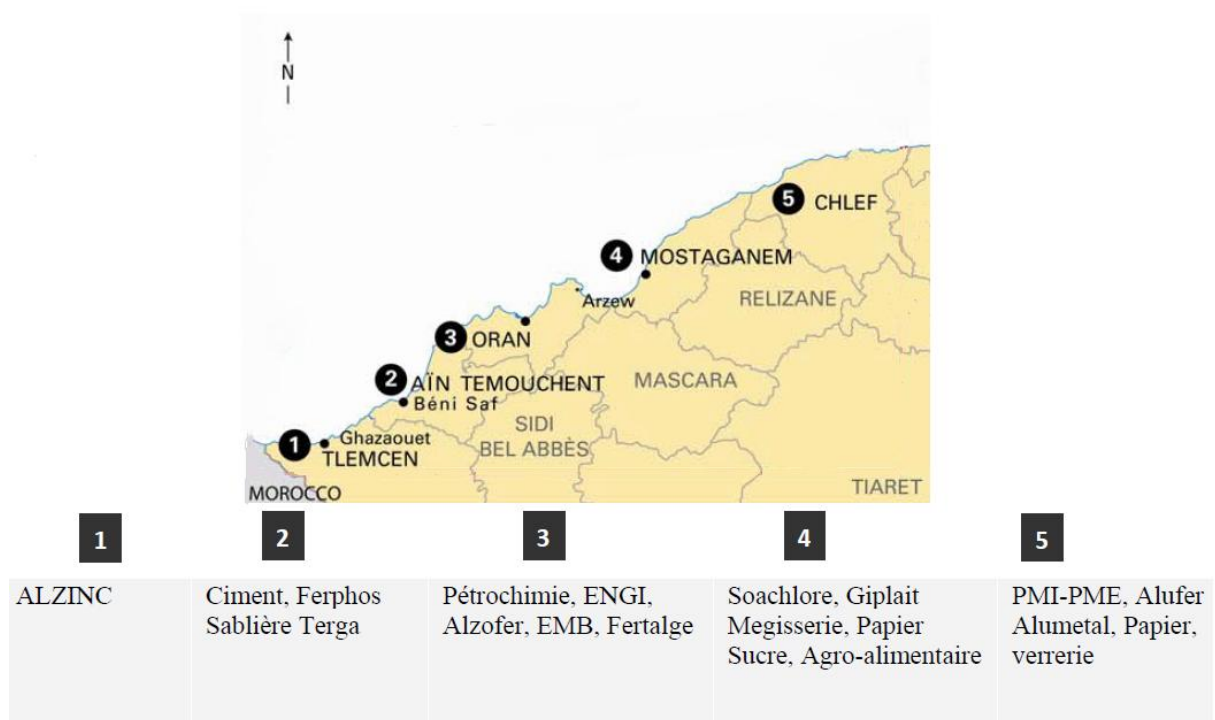 N
5 CHLEF
4 MOSTAGANEM
Arzew
RELIZANE
3 ORAN
2 AÏN TEMOUCHENT
MASCARA
Béni Saf
SIDI
BEL ABBÈS
1 Ghazaouet
TLEMCEN
TIARET
MOROCCO
1 2 3 4 5
ALZINC
Ciment, Ferphos
Sablière Terga
Pétrochimie, ENGI,
Alzofer, EMB, Fertalge
Soachlore, Giplait
Megisserie, Papier
Sucre, Agro-alimentaire
PMI-PME, Alufer
Alumetal, Papier,
verrerie